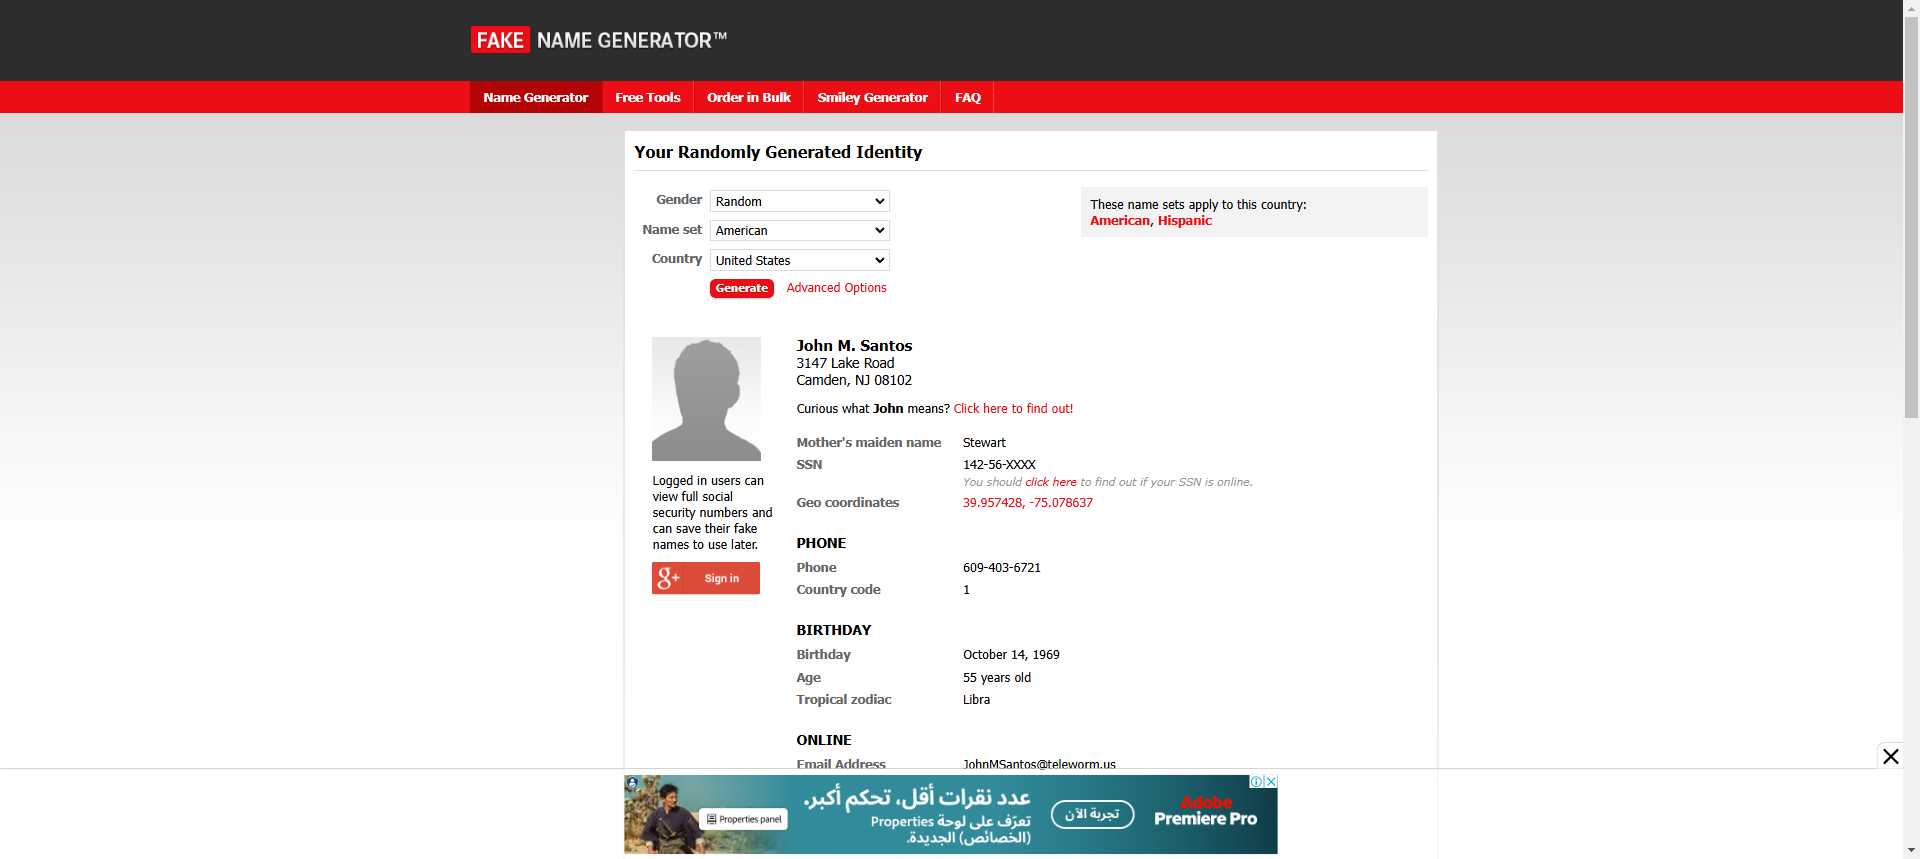 FAKE NAME GENERATOR™
Name Generator
Free Tools
Order in Bulk
Smiley Generator
FAQ
Your Randomly Generated Identity
Gender Random
Name set American
Country United States
Generate Advanced Options
These name sets apply to this country:
American, Hispanic
Logged in users can
view full social
security numbers and
can save their fake
names to use later.
g+ Sign in
John M. Santos
3147 Lake Road
Camden, NJ 08102
Curious what John means? Click here to find out!
Mother's maiden name Stewart
SSN 142-56-XXXX
You should click here to find out if your SSN is online.
Geo coordinates 39.957428, -75.078637
PHONE
Phone 609-403-6721
Country code 1
BIRTHDAY
Birthday October 14, 1969
Age 55 years old
Tropical zodiac Libra
ONLINE
Email Address JohnMSantos@teleworm.us
Properties panel
عدد نقرات أقل، تحكم أكبر.
تعرّف على لوحة Properties
(الخصائص) الجديدة.
تجربة الآن
Adobe
Premiere Pro